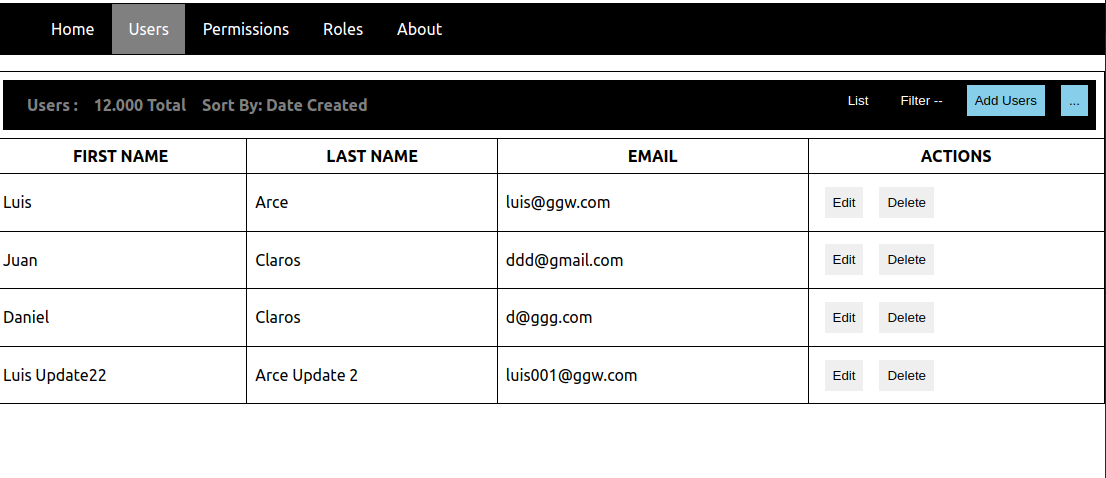 Home Users Permissions Roles About
Users : 12.000 Total Sort By: Date Created List Filter -- Add Users ...
FIRST NAME LAST NAME EMAIL ACTIONS
Luis Arce luis@ggw.com Edit Delete
Juan Claros ddd@gmail.com Edit Delete
Daniel Claros d@ggg.com Edit Delete
Luis Update22 Arce Update 2 luis001@ggw.com Edit Delete